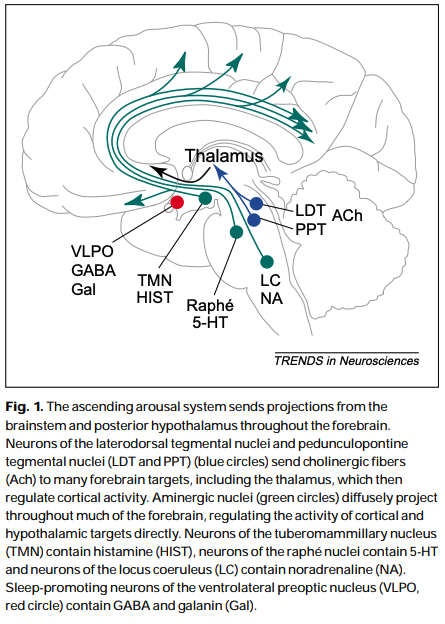 Thalamus
LDT
ACh
PPT
VLPO
GABA
Gal
TMN
HIST
Raphé
5-HT
LC
NA
TRENDS in Neurosciences
Fig. 1. The ascending arousal system sends projections from the
brainstem and posterior hypothalamus throughout the forebrain.
Neurons of the laterodorsal tegmental nuclei and pedunculopontine
tegmental nuclei (LDT and PPT) (blue circles) send cholinergic fibers
(Ach) to many forebrain targets, including the thalamus, which then
regulate cortical activity. Aminergic nuclei (green circles) diffusely project
throughout much of the forebrain, regulating the activity of cortical and
hypothalamic targets directly. Neurons of the tuberomammillary nucleus
(TMN) contain histamine (HIST), neurons of the raphé nuclei contain 5-HT
and neurons of the locus coeruleus (LC) contain noradrenaline (NA).
Sleep-promoting neurons of the ventrolateral preoptic nucleus (VLPO,
red circle) contain GABA and galanin (Gal).